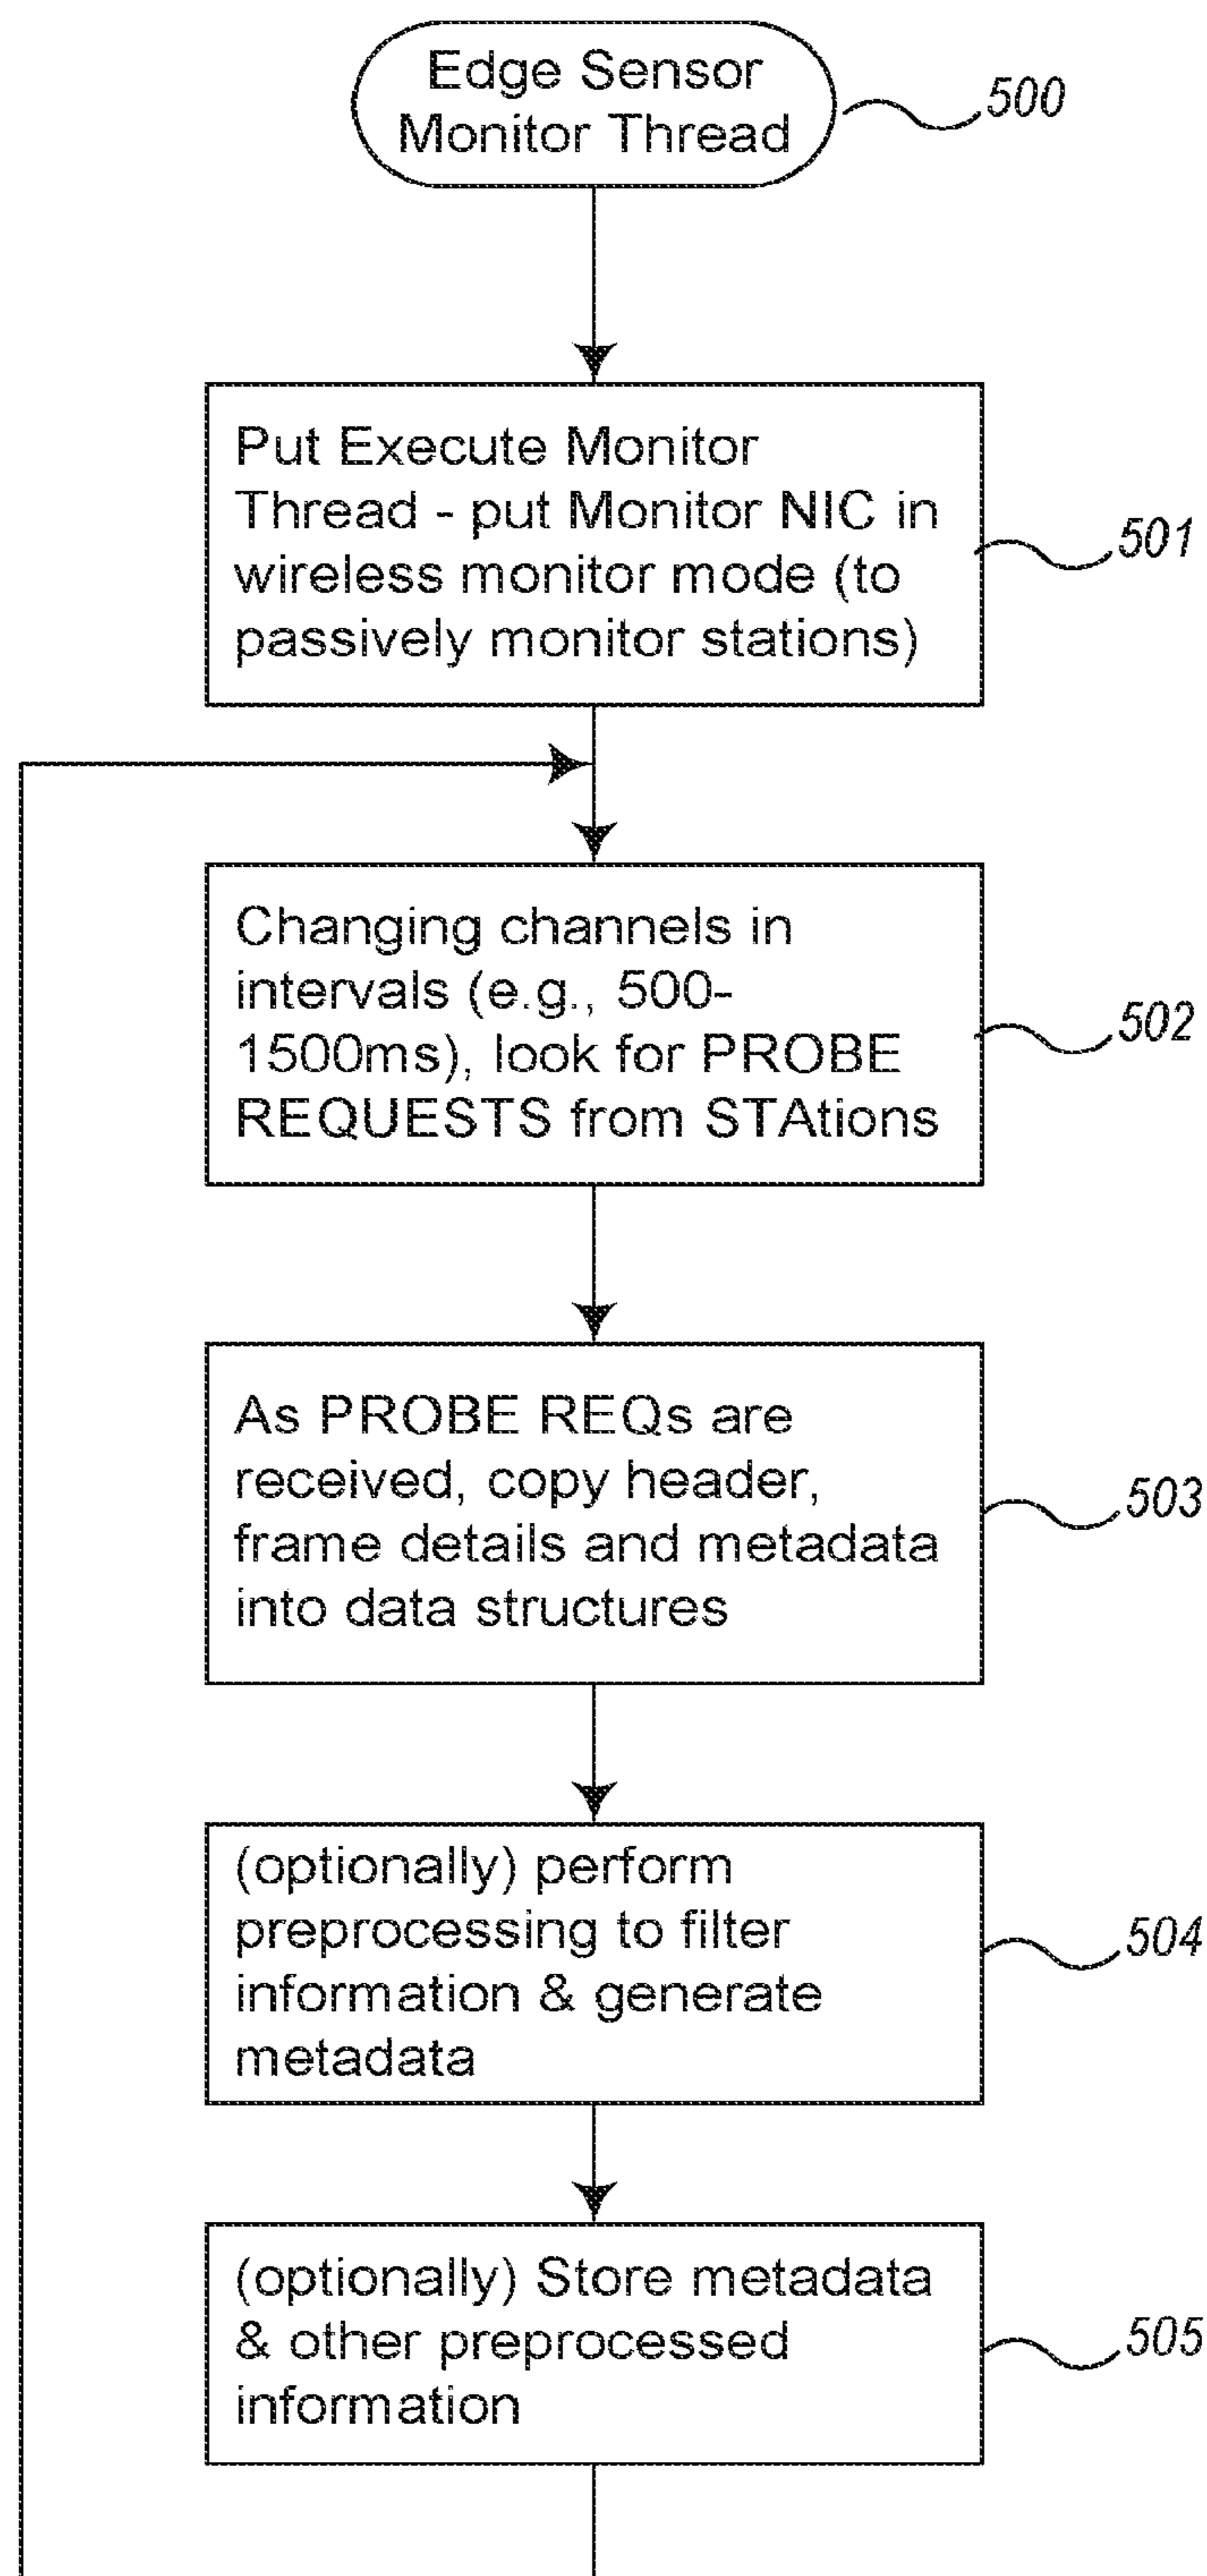 Edge Sensor
Monitor Thread
500
Put Execute Monitor
Thread - put Monitor NIC in
wireless monitor mode (to
passively monitor stations)
501
Changing channels in
intervals (e.g., 500-
1500ms), look for PROBE
REQUESTS from STAtions
502
As PROBE REQs are
received, copy header,
frame details and metadata
into data structures
503
(optionally) perform
preprocessing to filter
information & generate
metadata
504
(optionally) Store metadata
& other preprocessed
information
505